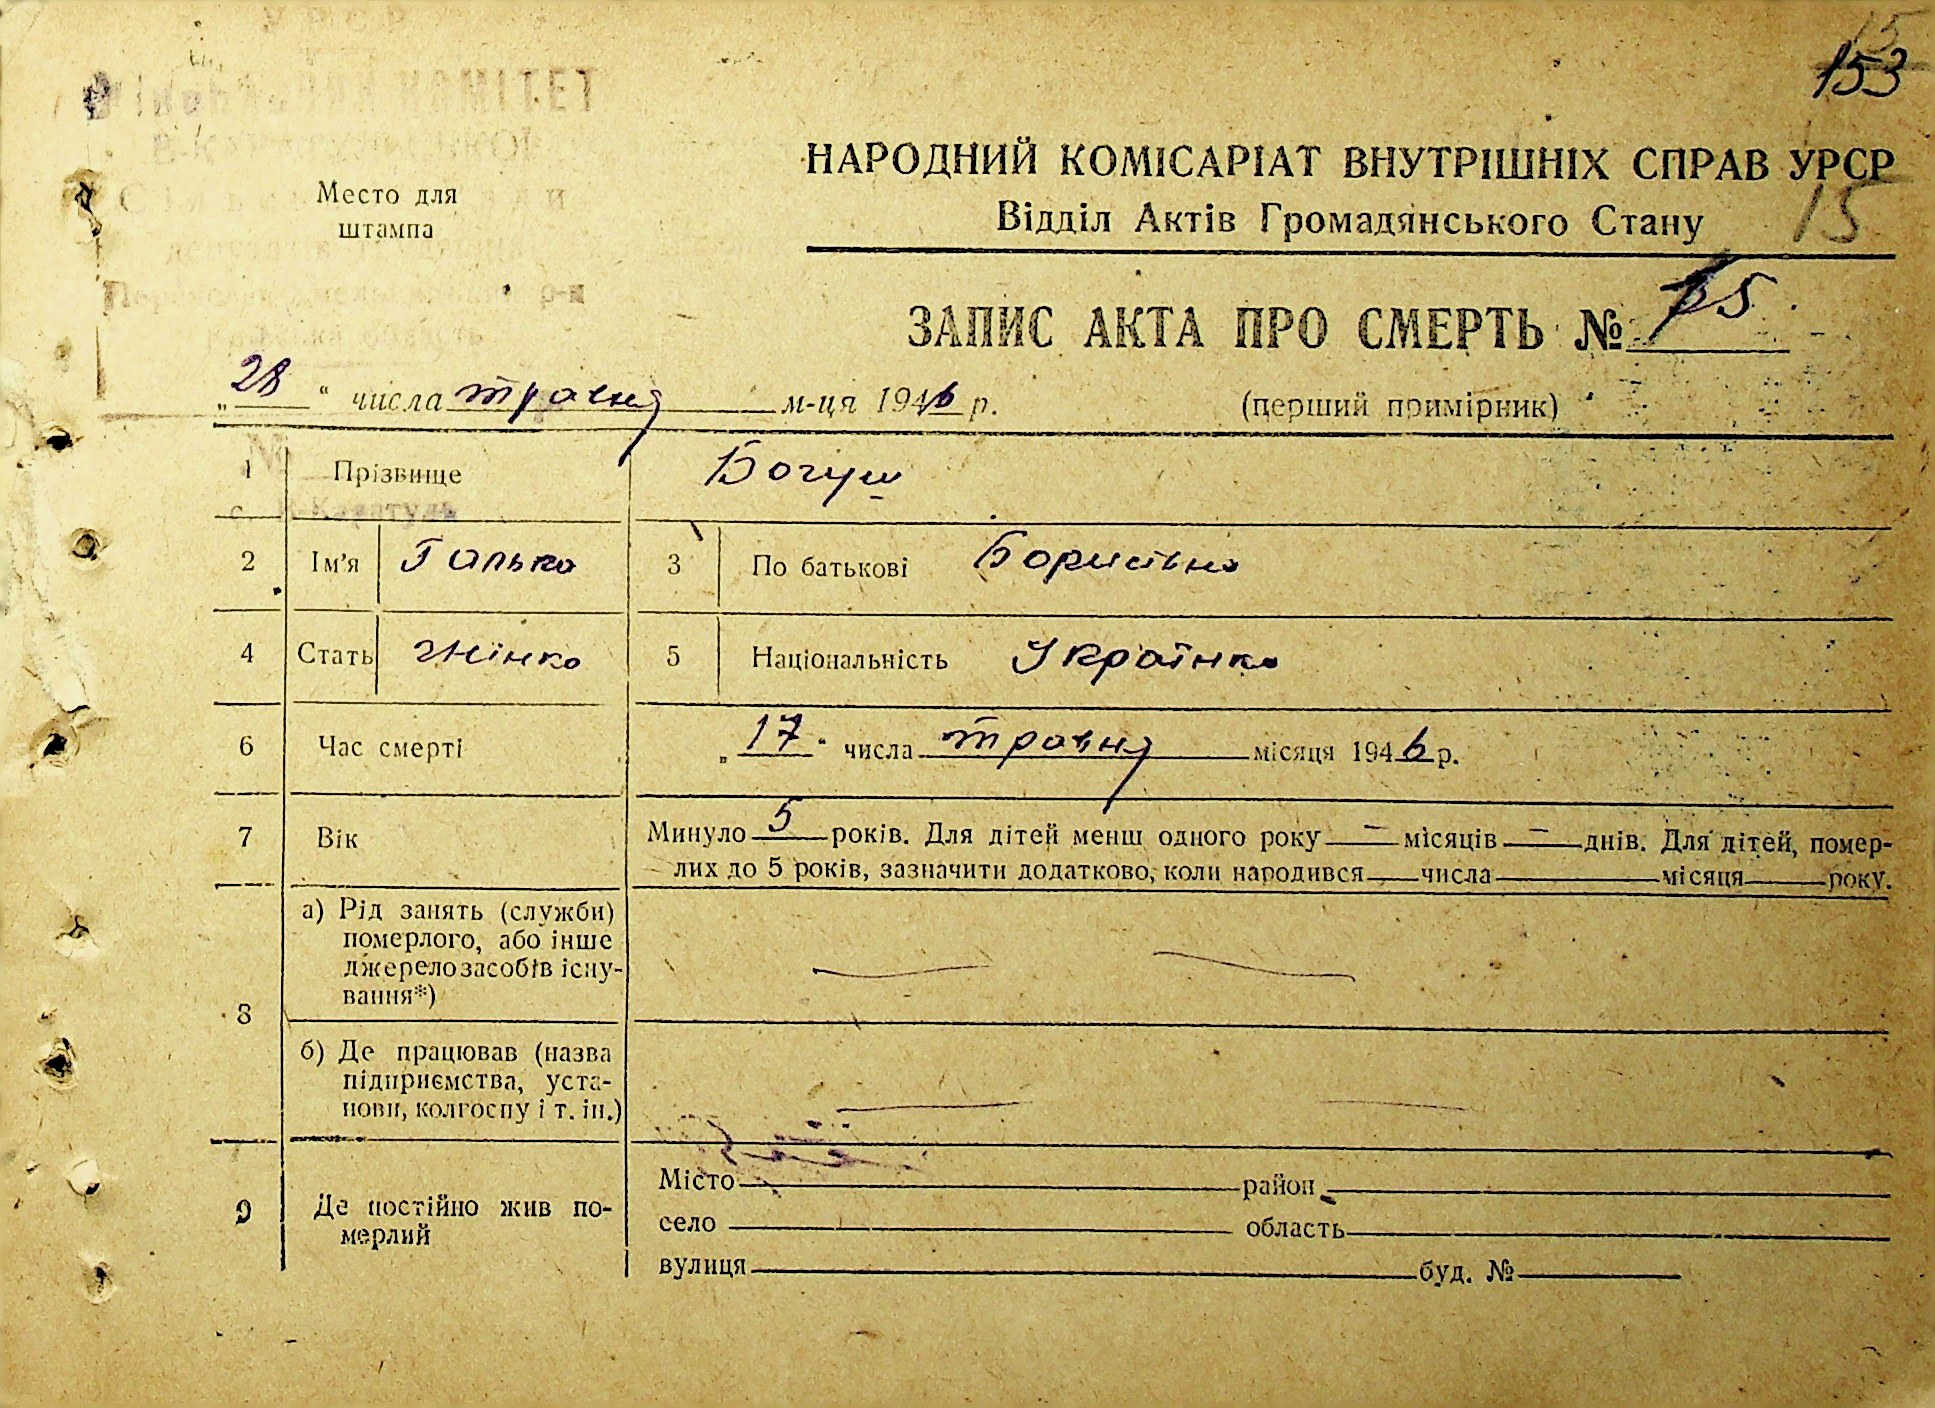 153
КОМІТЕТ
НАРОДНИЙ КОМІСАРІАТ ВНУТРІШНІХ СПРАВ УРСР
Место для
штампа
Відділ Актів Громадянського Стану
15
ЗАПИС АКТА ПРО СМЕРТЬ № 15
р-н
„28“ числа травня м-ця 1946 р.
(перший примірник)
1 Прізвище Богуш
2 Ім’я Галька 3 По батькові Борисівна
4 Стать жінка 5 Національність Українка
6 Час смерті „17“ числа травня місяця 1946 р.
7 Вік Минуло 5 років. Для дітей менш одного року — місяців — днів. Для дітей, помер-
лих до 5 років, зазначити додатково, коли народився числа місяця року.
8 а) Рід занять (служби)
померлого, або інше
джерело засобів існу-
вання*)
б) Де працював (назва
підприємства, уста-
нови, колгоспу і т. ін.)
9 Де постійно жив по-
мерлий
Місто район
село область
вулиця буд. №